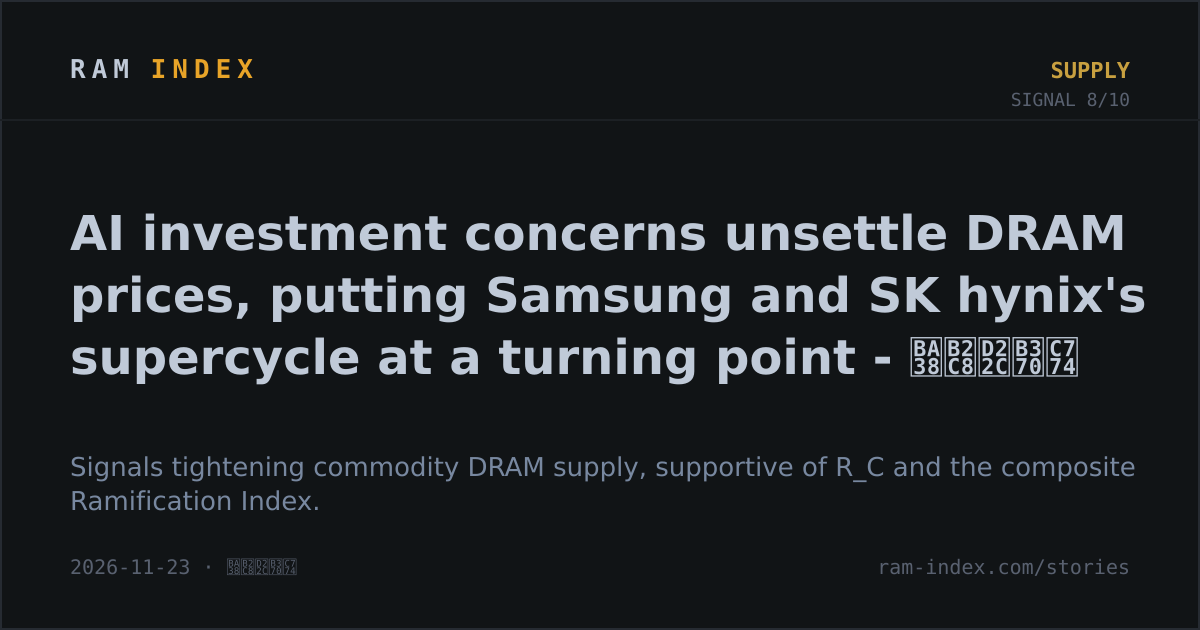 RAM INDEX
SUPPLY
SIGNAL 8/10
AI investment concerns unsettle DRAM
prices, putting Samsung and SK hynix's
supercycle at a turning point -
Signals tightening commodity DRAM supply, supportive of R_C and the composite
Ramification Index.
2026-11-23 ·
ram-index.com/stories